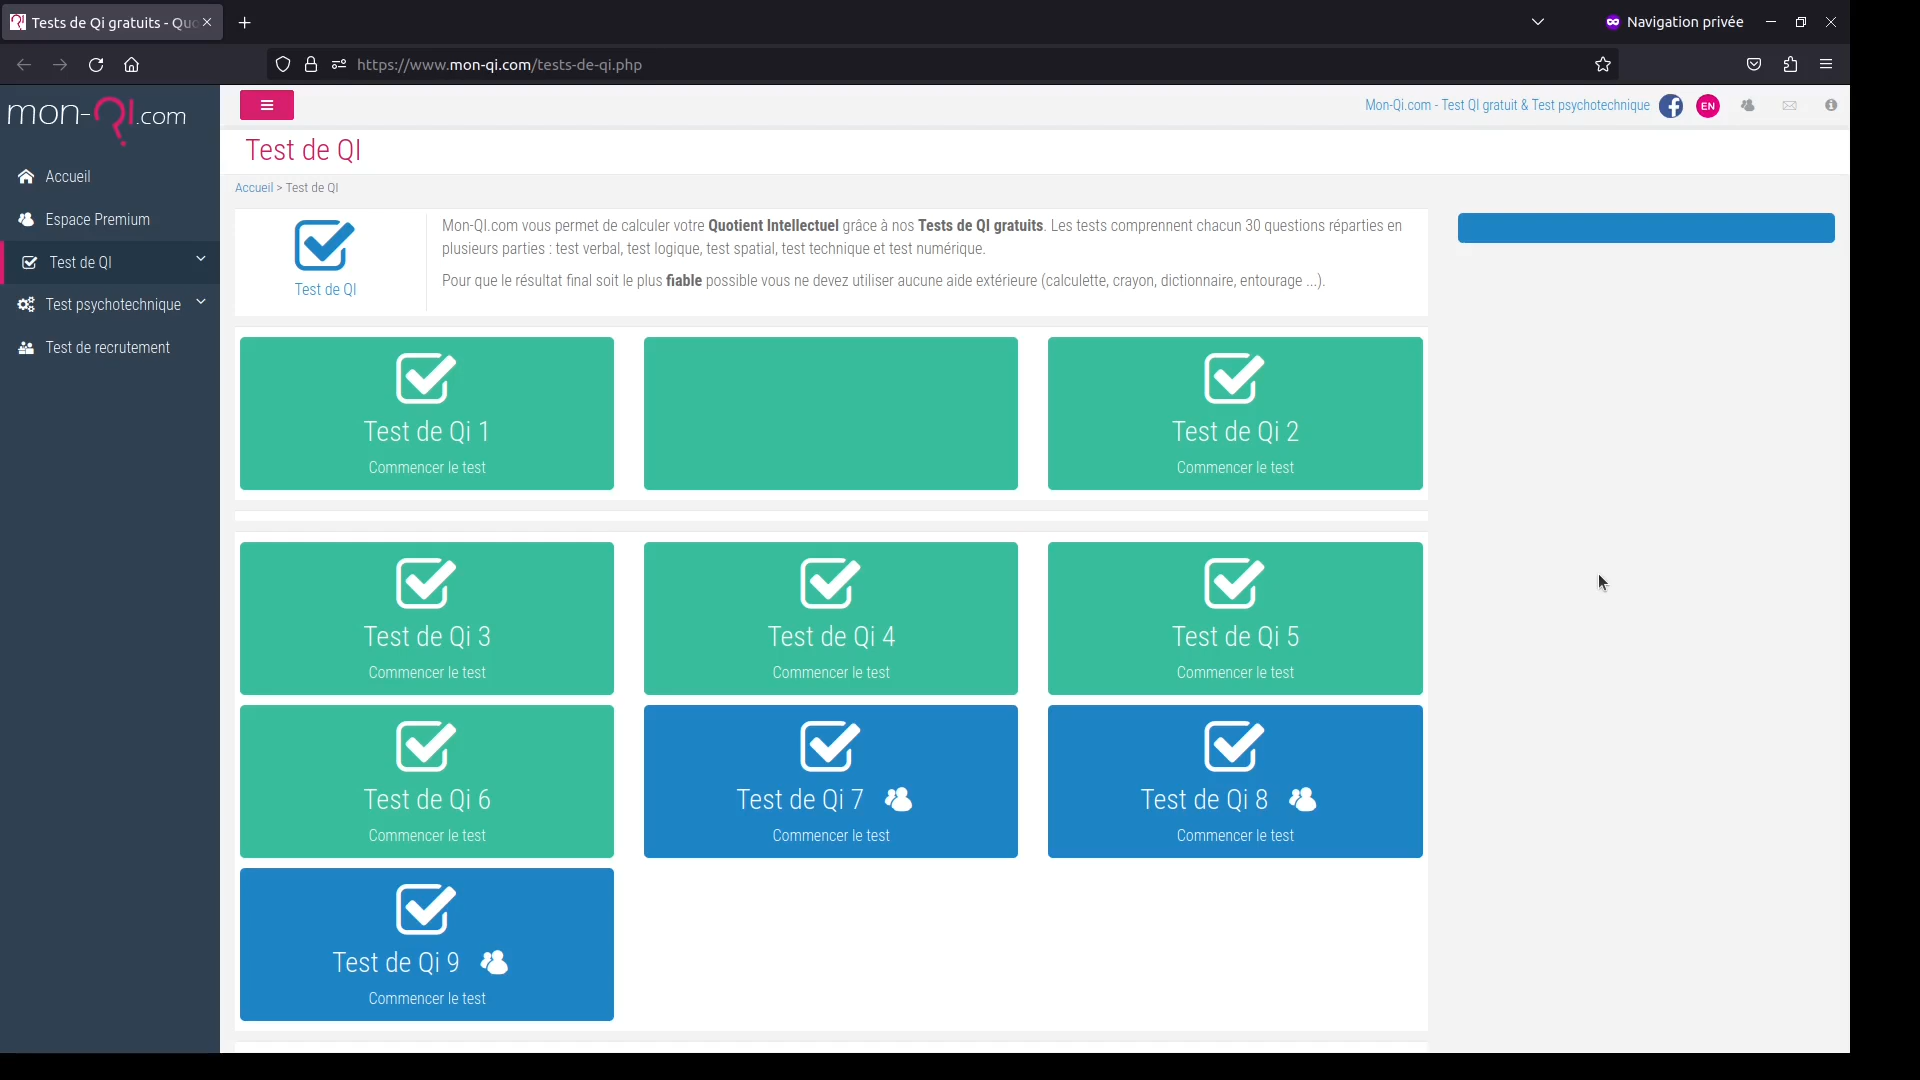 Tests de Qi gratuits - Quo
Navigation privée
https://www.mon-qi.com/tests-de-qi.php
mon-QI.com
Mon-Qi.com - Test QI gratuit & Test psychotechnique
EN
Test de QI
Accueil
Espace Premium
Test de QI
Test psychotechnique
Test de recrutement
Accueil > Test de QI
Test de QI
Mon-QI.com vous permet de calculer votre Quotient Intellectuel grâce à nos Tests de QI gratuits. Les tests comprennent chacun 30 questions réparties en
plusieurs parties : test verbal, test logique, test spatial, test technique et test numérique.
Pour que le résultat final soit le plus fiable possible vous ne devez utiliser aucune aide extérieure (calculette, crayon, dictionnaire, entourage ...).
Test de Qi 1
Commencer le test
Test de Qi 2
Commencer le test
Test de Qi 3
Commencer le test
Test de Qi 4
Commencer le test
Test de Qi 5
Commencer le test
Test de Qi 6
Commencer le test
Test de Qi 7
Commencer le test
Test de Qi 8
Commencer le test
Test de Qi 9
Commencer le test